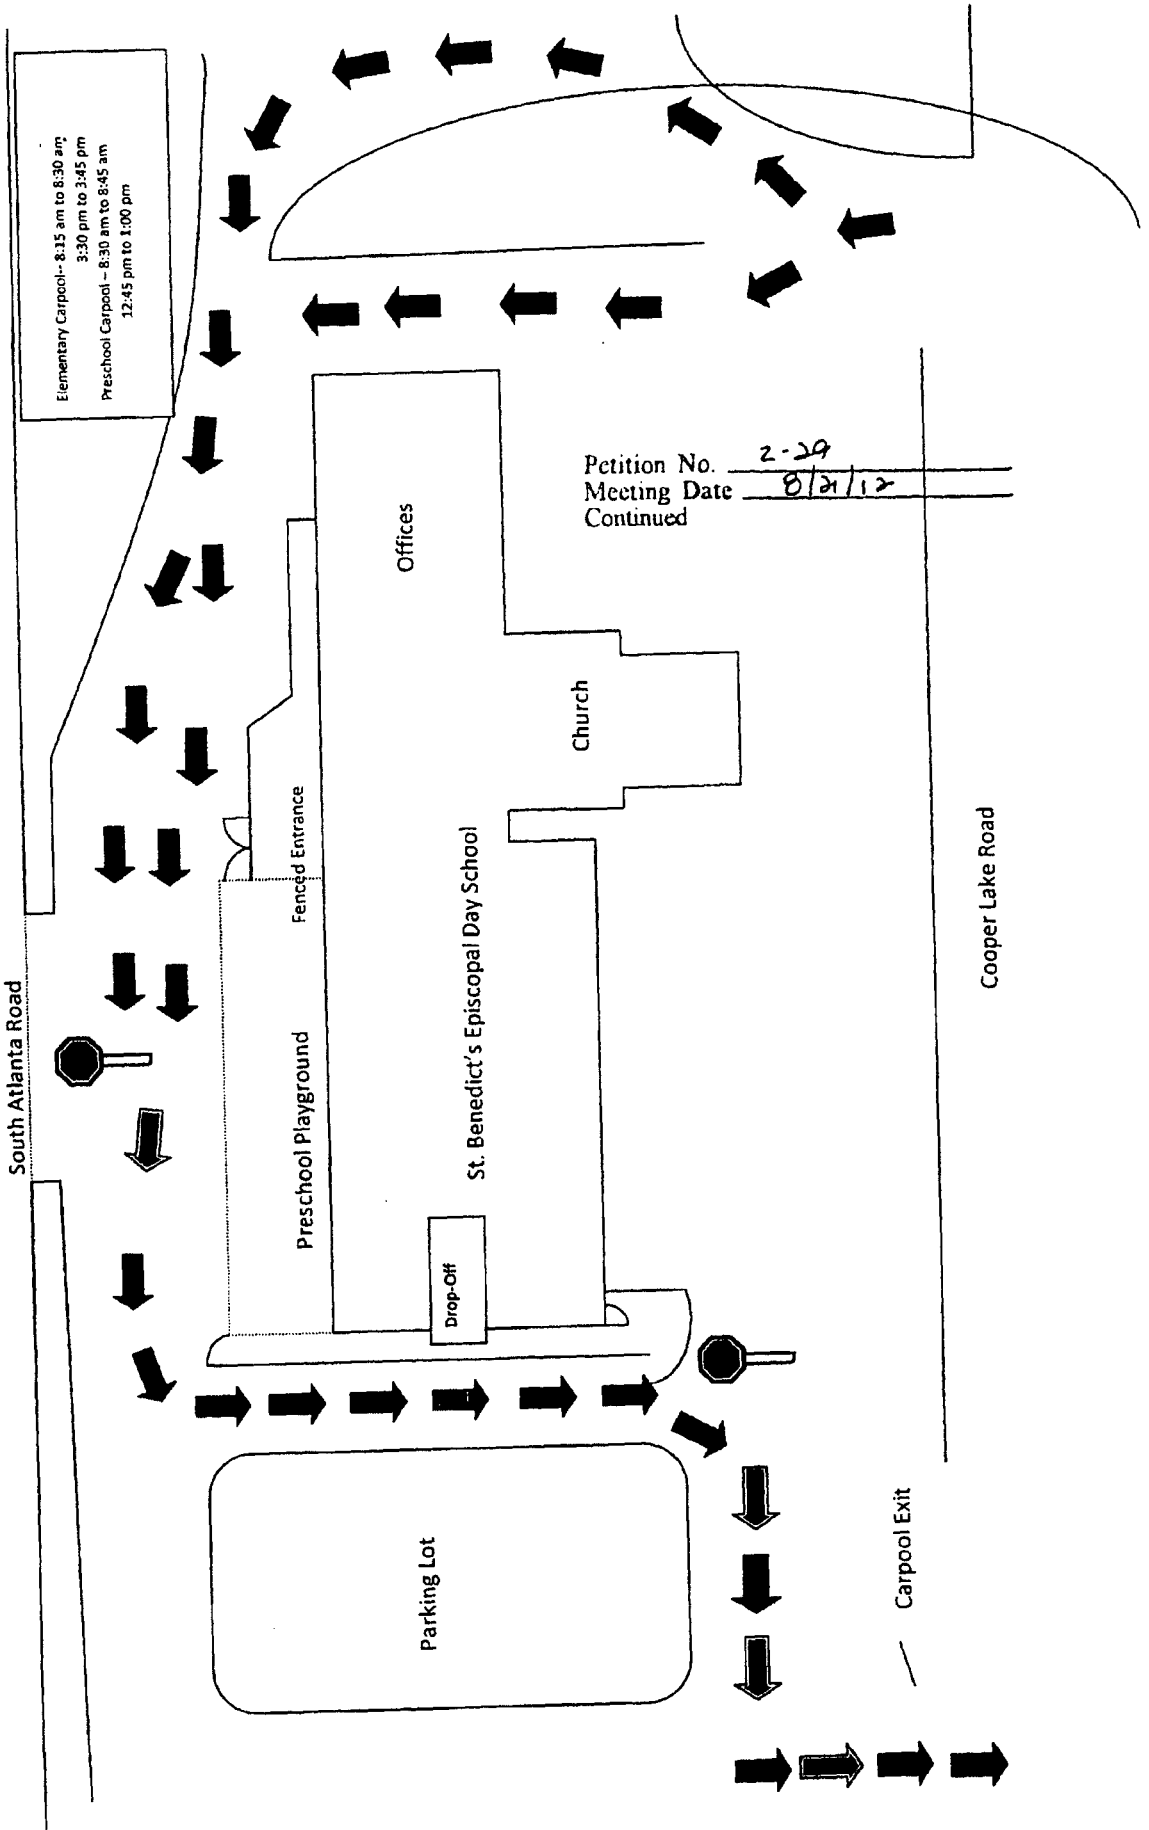 South Atlanta Road
Elementary Carpool-- 8:15 am to 8:30 am;
3:30 pm to 3:45 pm
Preschool Carpool – 8:30 am to 8:45 am
12:45 pm to 1:00 pm
Petition No. Z-29
Meeting Date 8/21/12
Continued
Offices
Church
Fenced Entrance
Preschool Playground
St. Benedict's Episcopal Day School
Drop-Off
Parking Lot
Cooper Lake Road
Carpool Exit